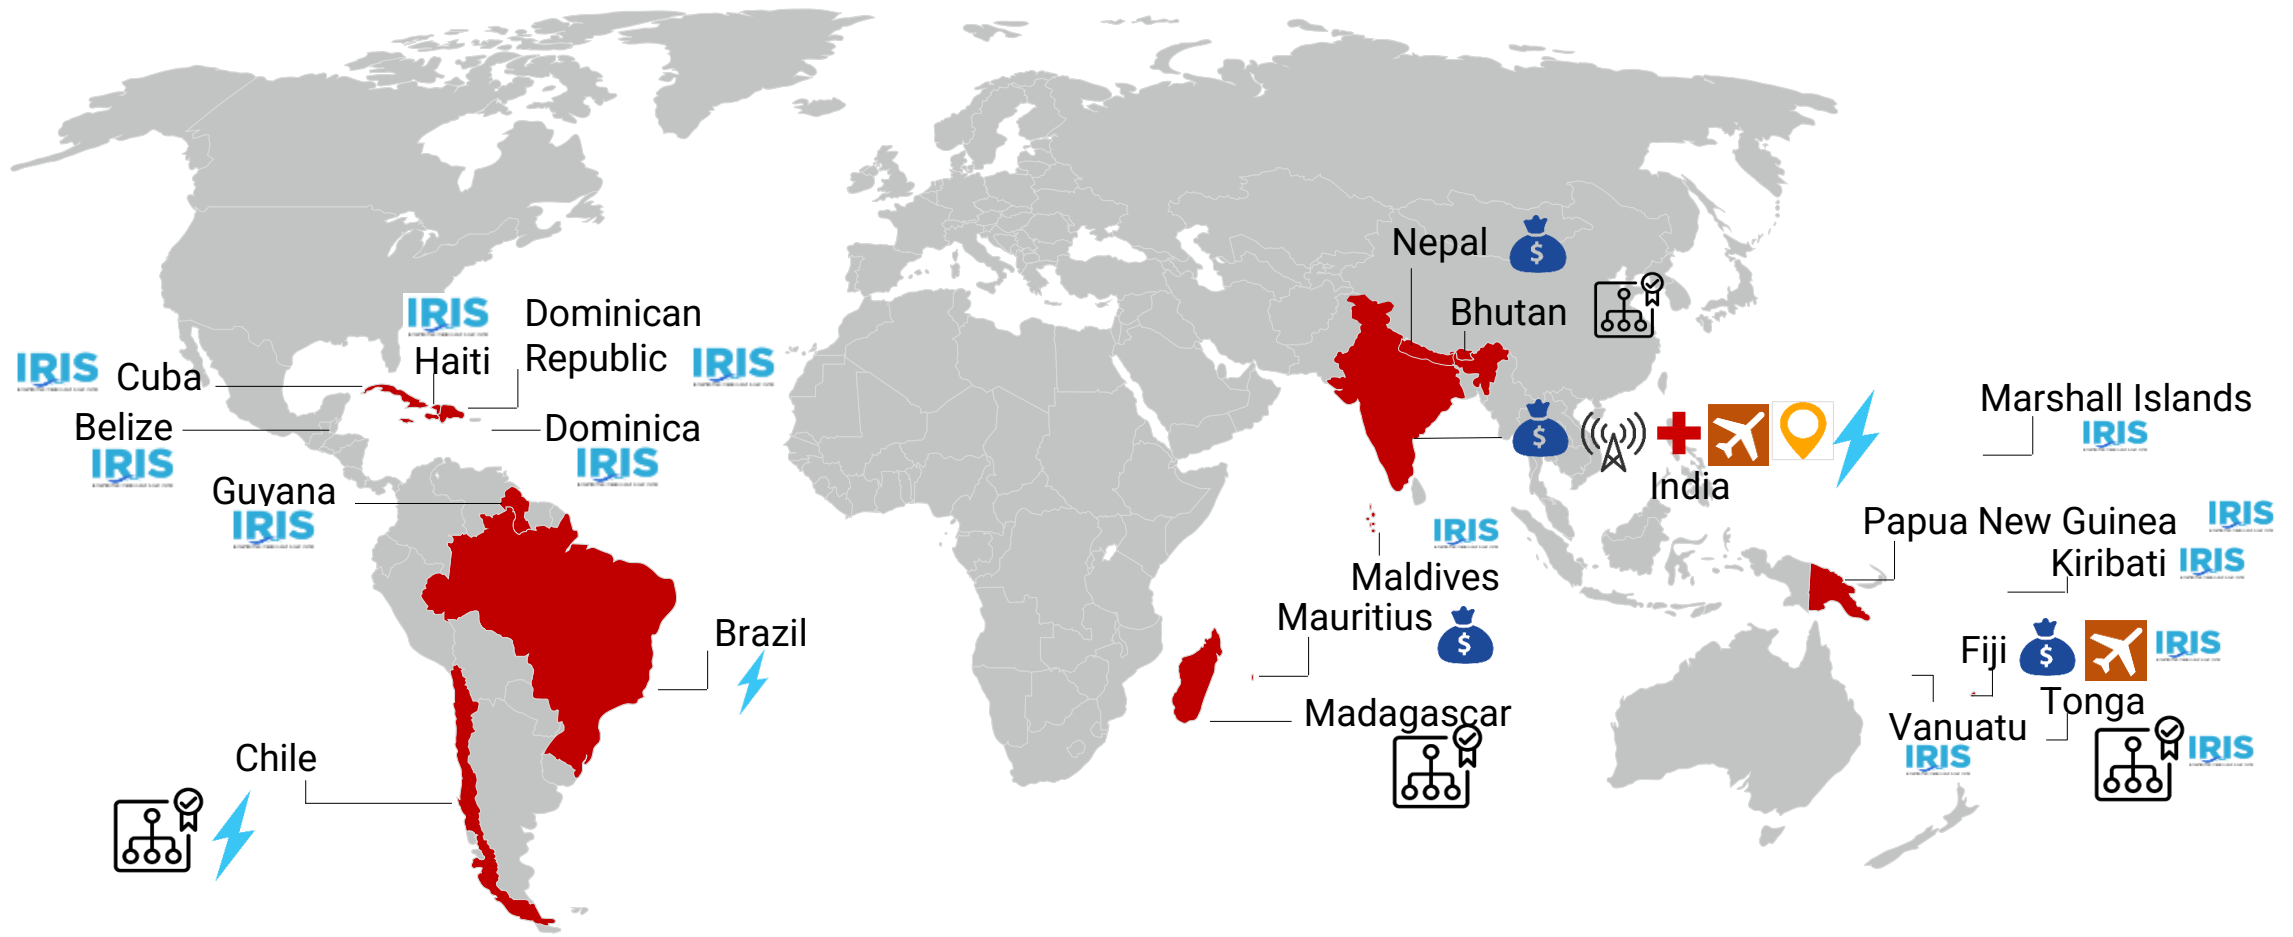 Nepal
$
Bhutan
IRIS
Dominican
Republic
IRIS
Haiti
IRIS
Cuba
Belize
IRIS
Dominica
IRIS
Guyana
IRIS
$
India
Marshall Islands
IRIS
Papua New Guinea
IRIS
Kiribati
IRIS
IRIS
Maldives
Mauritius
$
Madagascar
Fiji
$
IRIS
Tonga
IRIS
Vanuatu
IRIS
Brazil
Chile